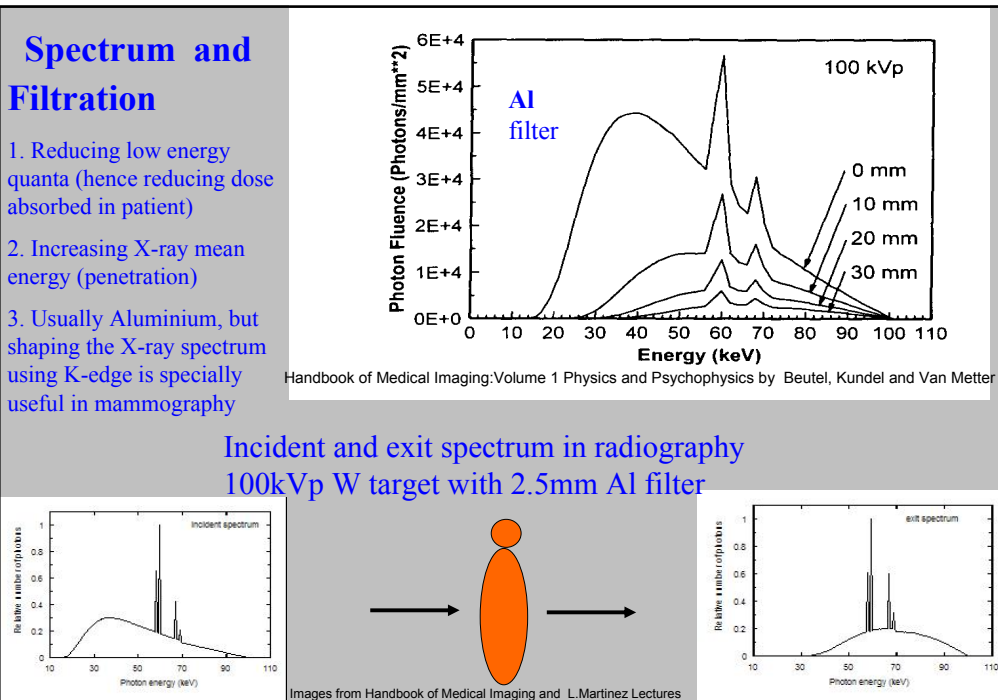 Spectrum and
Filtration
1. Reducing low energy
quanta (hence reducing dose
absorbed in patient)
2. Increasing X-ray mean
energy (penetration)
3. Usually Aluminium, but
shaping the X-ray spectrum
using K-edge is specially
useful in mammography
Photon Fluence (Photons/mm**2)
6E+4
5E+4
4E+4
3E+4
2E+4
1E+4
0E+0
Al
filter
100 kVp
0 mm
10 mm
20 mm
30 mm
0 10 20 30 40 50 60 70 80 90 100 110
Energy (keV)
Handbook of Medical Imaging:Volume 1 Physics and Psychophysics by Beutel, Kundel and Van Metter
Incident and exit spectrum in radiography
100kVp W target with 2.5mm Al filter
Relative number of photons
1
0.8
0.6
0.4
0.2
0
incident spectrum
10 30 50 70 90 110
Photon energy (keV)
Relative number of photons
1
0.8
0.6
0.4
0.2
0
exit spectrum
10 30 50 70 90 110
Photon energy (keV)
Images from Handbook of Medical Imaging and L.Martinez Lectures